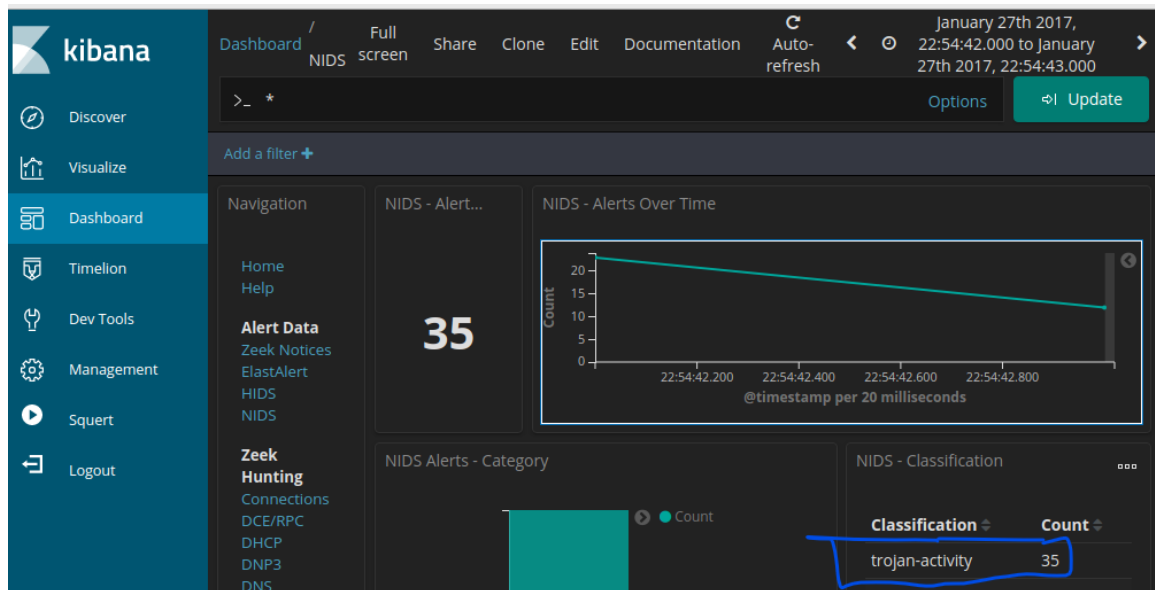 kibana
Discover
Visualize
Dashboard
Timelion
Dev Tools
Management
Squert
Logout
Dashboard / NIDS
Full screen
Share
Clone
Edit
Documentation
Auto-refresh
January 27th 2017, 22:54:42.000 to January 27th 2017, 22:54:43.000
>_ *
Options
Update
Add a filter +
Navigation
Home
Help
Alert Data
Zeek Notices
ElastAlert
HIDS
NIDS
Zeek Hunting
Connections
DCE/RPC
DHCP
DNP3
DNS
NIDS - Alert...
35
NIDS - Alerts Over Time
Count
20
15
10
5
0
22:54:42.200 22:54:42.400 22:54:42.600 22:54:42.800
@timestamp per 20 milliseconds
NIDS Alerts - Category
Count
NIDS - Classification
Classification Count
trojan-activity 35